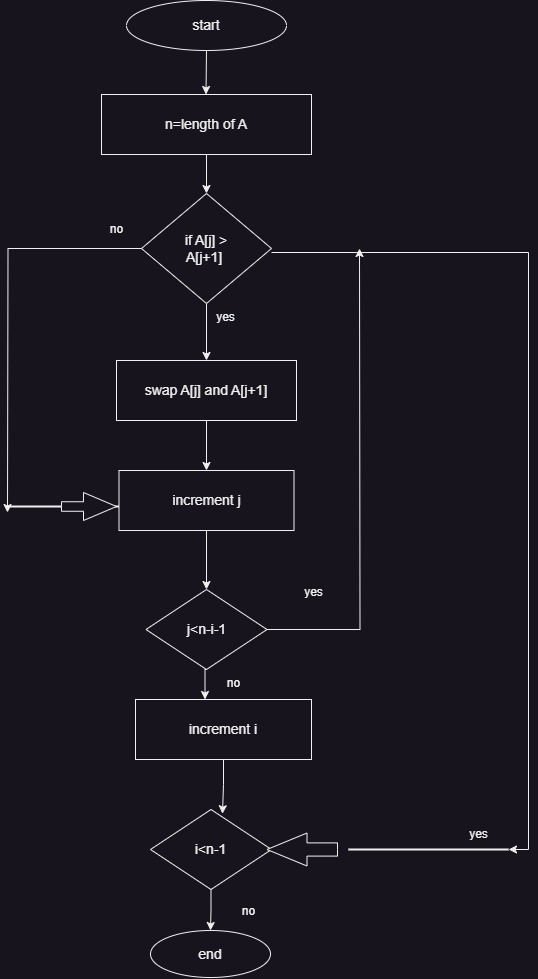 start
n=length of A
no
if A[j] >
A[j+1]
yes
swap A[j] and A[j+1]
increment j
yes
j<n-i-1
no
increment i
yes
i<n-1
no
end